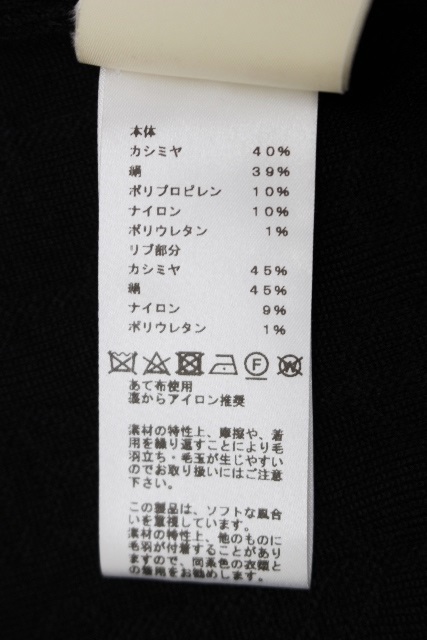 本体
カシミヤ 40%
絹 39%
ポリプロピレン 10%
ナイロン 10%
ポリウレタン 1%
リブ部分
カシミヤ 45%
絹 45%
ナイロン 9%
ポリウレタン 1%
F W
あて布使用
裏からアイロン推奨
素材の特性上、摩擦や、着
用を繰り返すことにより毛
羽立ち・毛玉が生じやすい
のでお取り扱いにはご注意
下さい。
この製品は、ソフトな風合
いを重視しています。
素材の特性上、他のものに
毛羽が付着することがあり
ますので、同系色の衣類と
の着用をお勧めします。